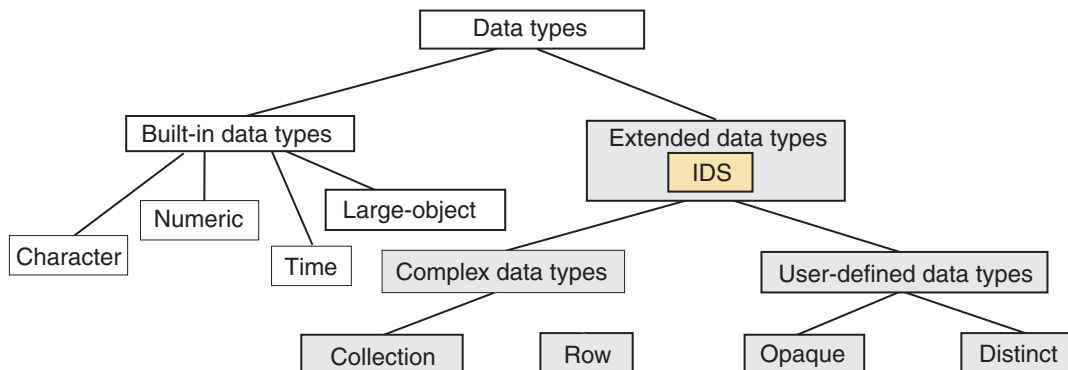 Data types
Built-in data types
Extended data types
IDS
Large-object
Numeric
Character
Time
Complex data types
User-defined data types
Collection
Row
Opaque
Distinct